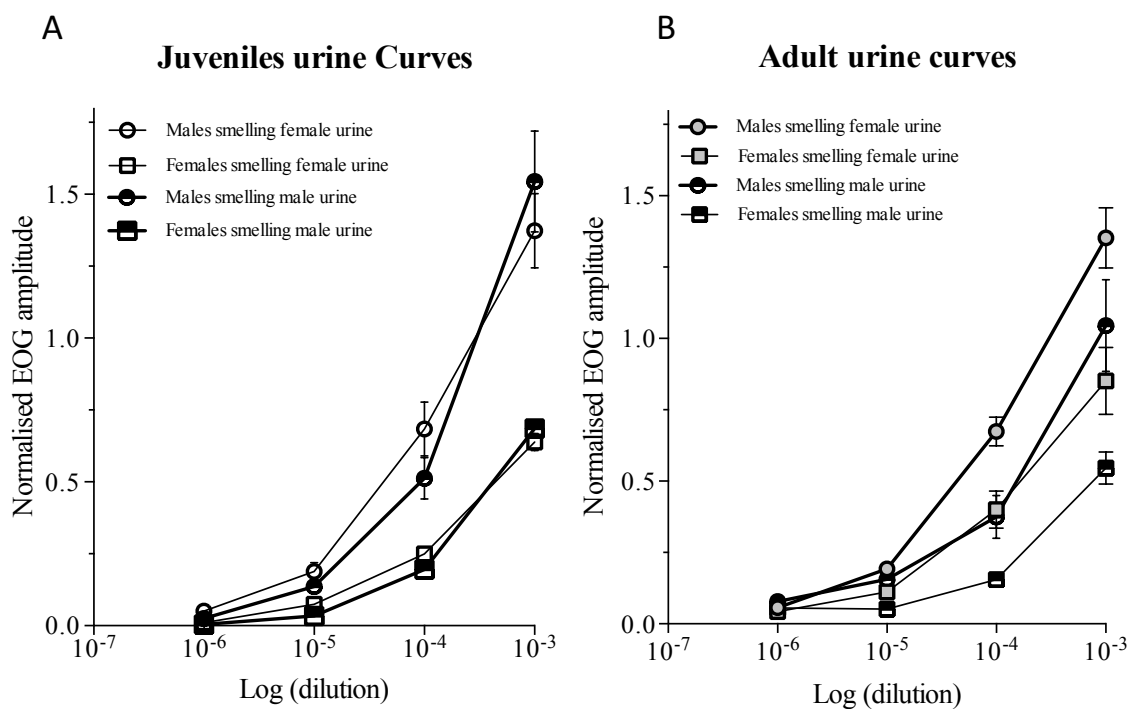 A
Juveniles urine Curves
Males smelling female urine
Females smelling female urine
Males smelling male urine
Females smelling male urine
Normalised EOG amplitude
1.5
1.0
0.5
0.0
10⁻⁷ 10⁻⁶ 10⁻⁵ 10⁻⁴ 10⁻³
Log (dilution)
B
Adult urine curves
Males smelling female urine
Females smelling female urine
Males smelling male urine
Females smelling male urine
Normalised EOG amplitude
1.5
1.0
0.5
0.0
10⁻⁷ 10⁻⁶ 10⁻⁵ 10⁻⁴ 10⁻³
Log (dilution)